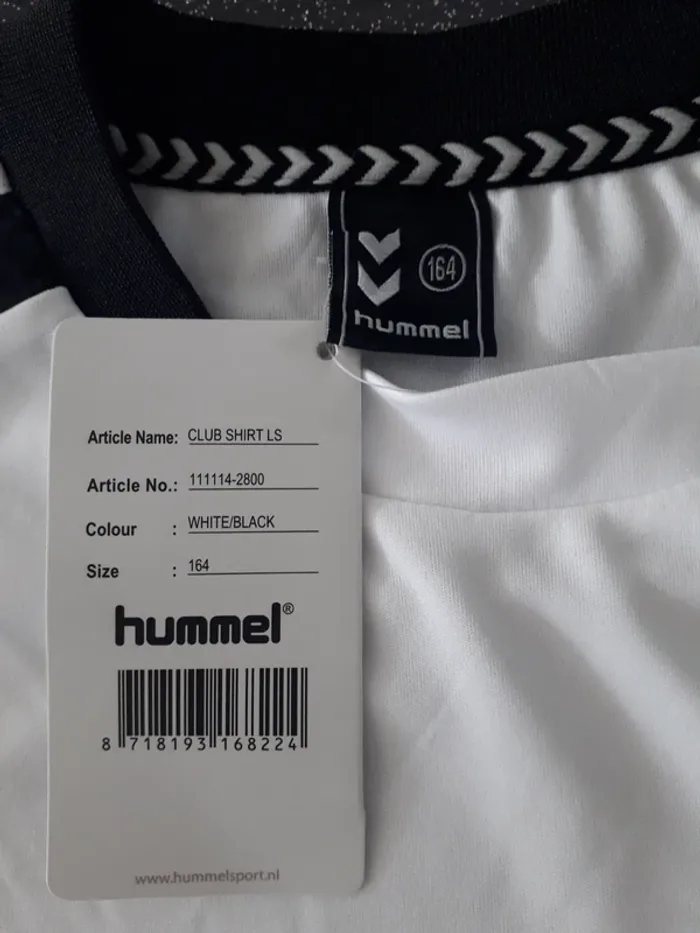 164
hummel
Article Name: CLUB SHIRT LS
Article No.: 111114-2800
Colour : WHITE/BLACK
Size : 164
hummel®
8 718193 168224
www.hummelsport.nl